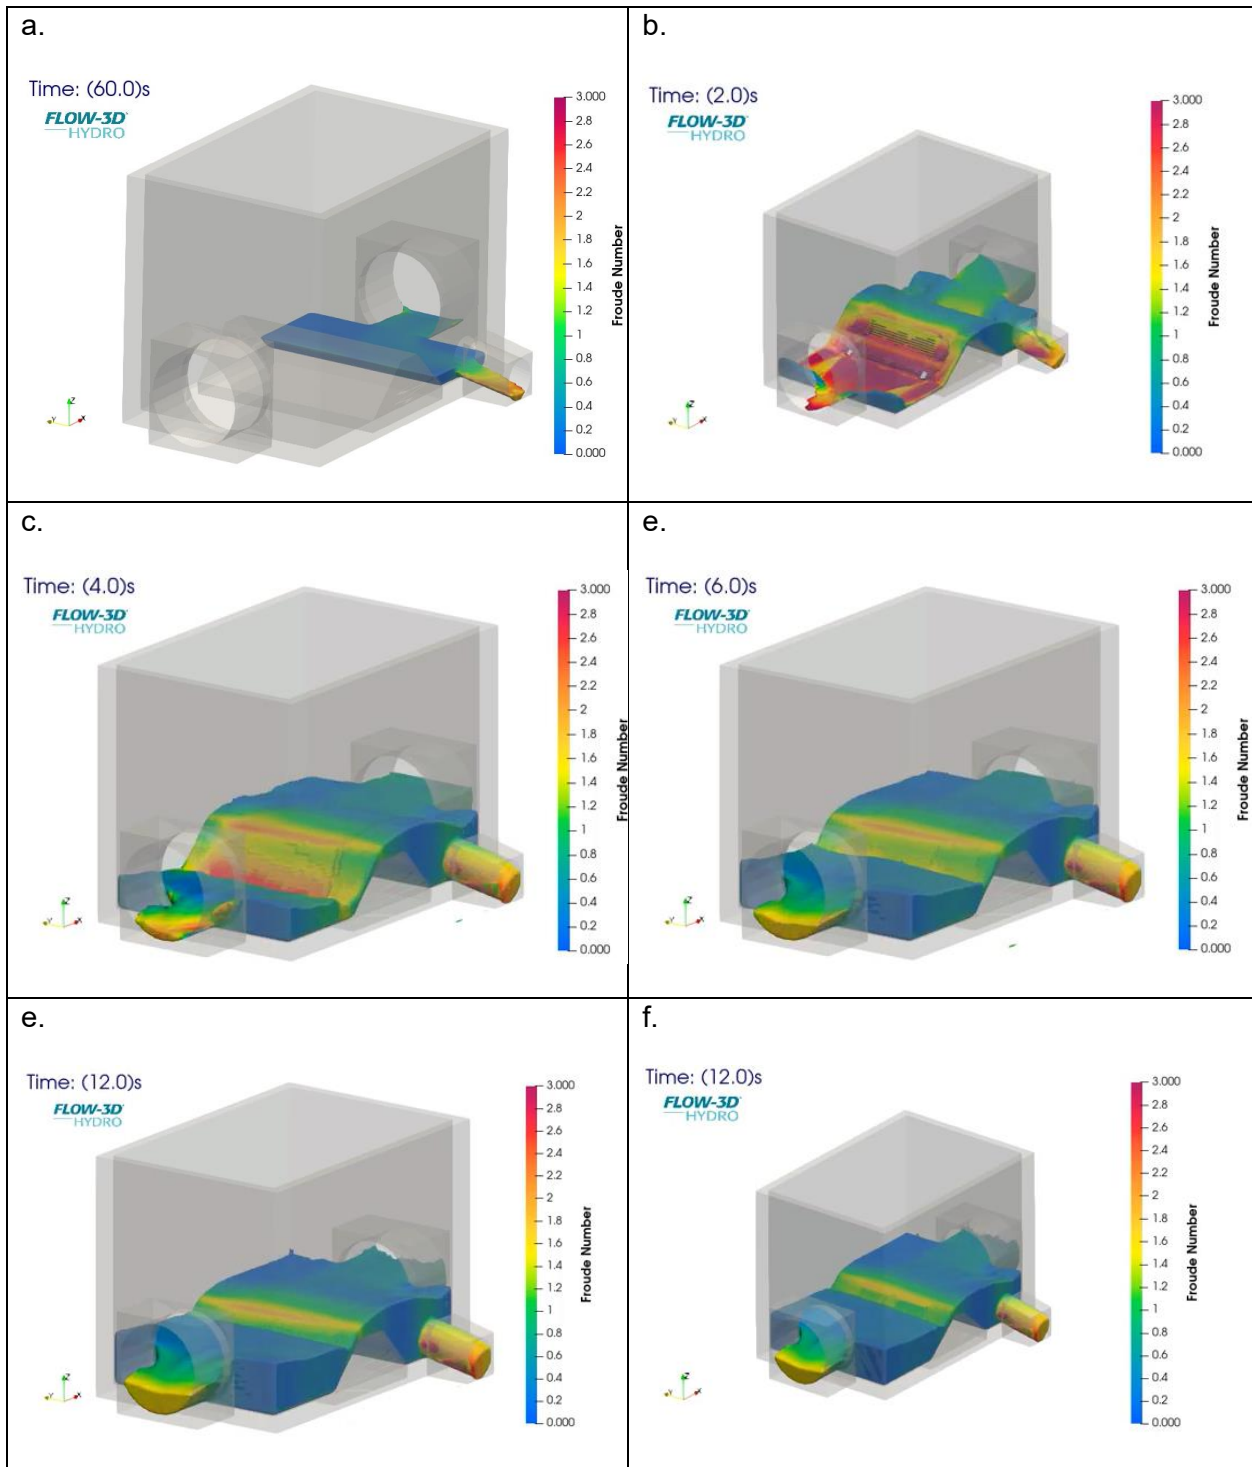 a.
Time: (60.0)s
FLOW-3D
HYDRO
3.000
2.8
2.6
2.4
2.2
2
1.8
1.6
1.4
1.2
1
0.8
0.6
0.4
0.2
0.000
Froude Number
Z
Y
X
b.
Time: (2.0)s
FLOW-3D
HYDRO
3.000
2.8
2.6
2.4
2.2
2
1.8
1.6
1.4
1.2
1
0.8
0.6
0.4
0.2
0.000
Froude Number
Z
Y
X
c.
Time: (4.0)s
FLOW-3D
HYDRO
3.000
2.8
2.6
2.4
2.2
2
1.8
1.6
1.4
1.2
1
0.8
0.6
0.4
0.2
0.000
Froude Number
Z
Y
X
e.
Time: (6.0)s
FLOW-3D
HYDRO
3.000
2.8
2.6
2.4
2.2
2
1.8
1.6
1.4
1.2
1
0.8
0.6
0.4
0.2
0.000
Froude Number
Z
Y
X
e.
Time: (12.0)s
FLOW-3D
HYDRO
3.000
2.8
2.6
2.4
2.2
2
1.8
1.6
1.4
1.2
1
0.8
0.6
0.4
0.2
0.000
Froude Number
Z
Y
X
f.
Time: (12.0)s
FLOW-3D
HYDRO
3.000
2.8
2.6
2.4
2.2
2
1.8
1.6
1.4
1.2
1
0.8
0.6
0.4
0.2
0.000
Froude Number
Z
Y
X